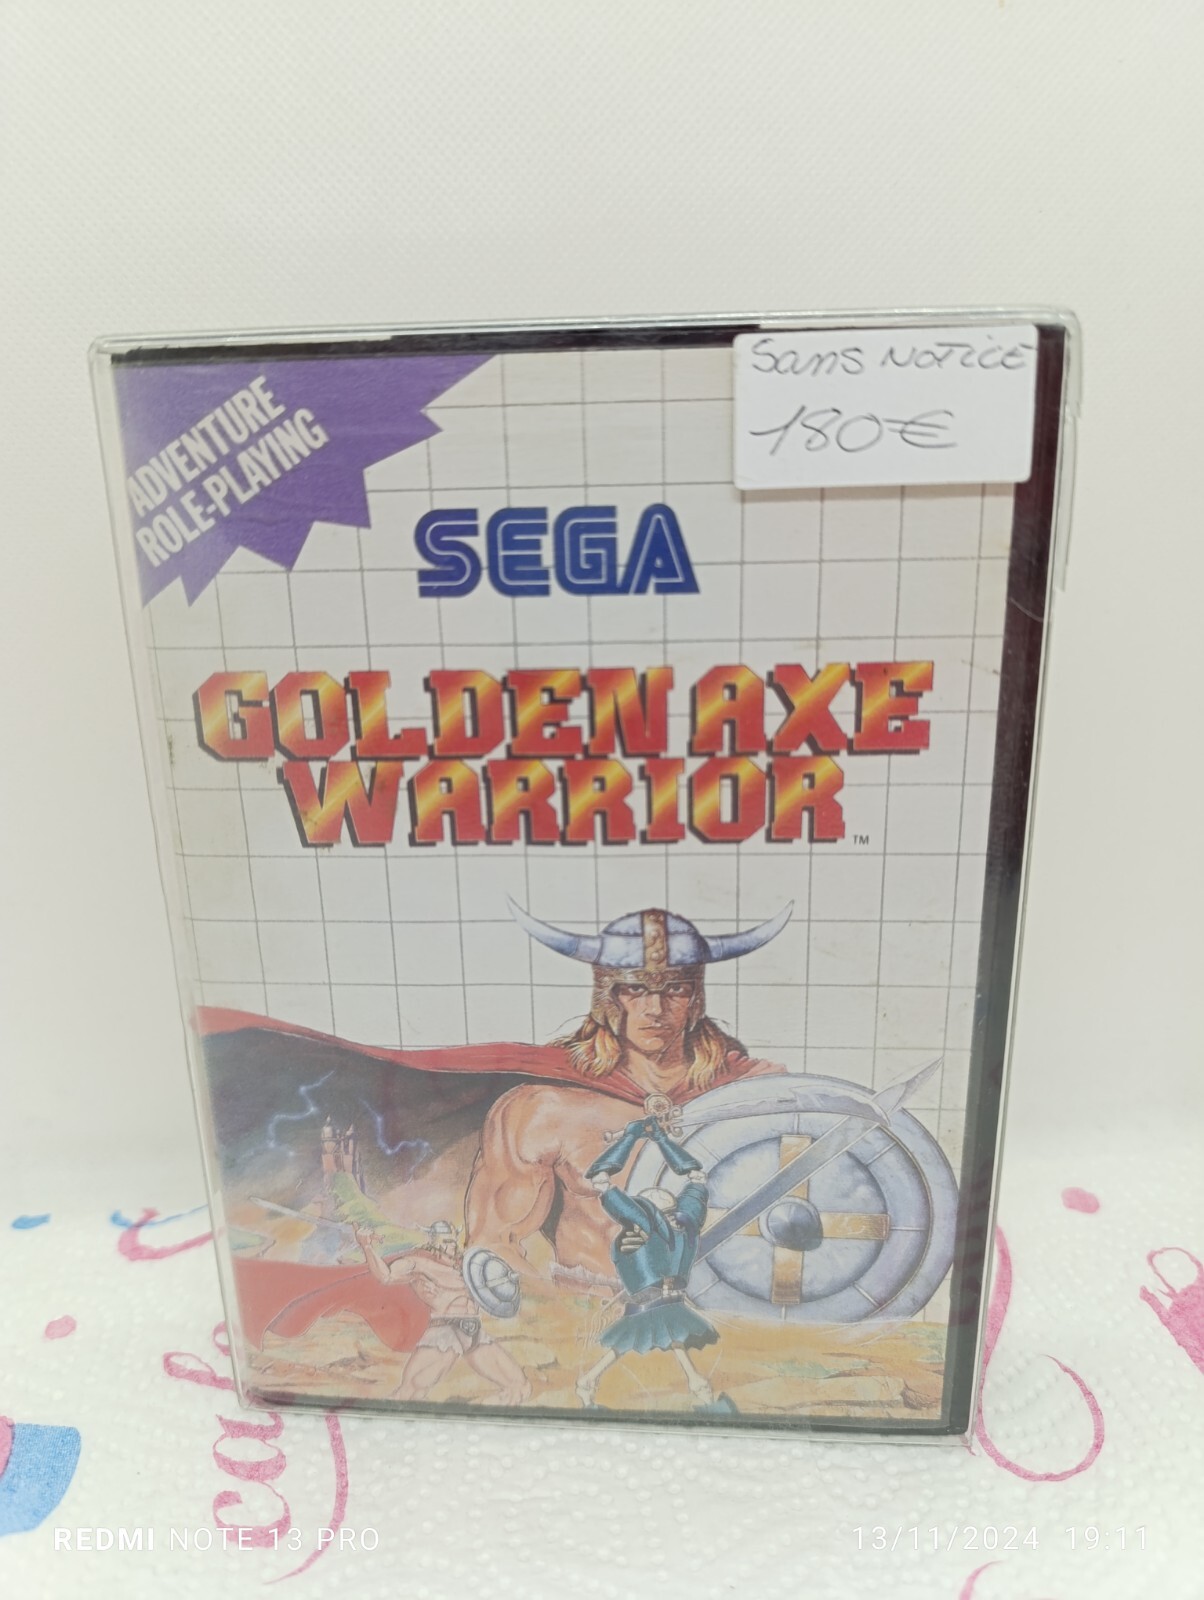 Sans NOTICE
180€
ADVENTURE
ROLE-PLAYING
SEGA
GOLDEN AXE
WARRIOR
TM
REDMI NOTE 13 PRO
13/11/2024 19:11